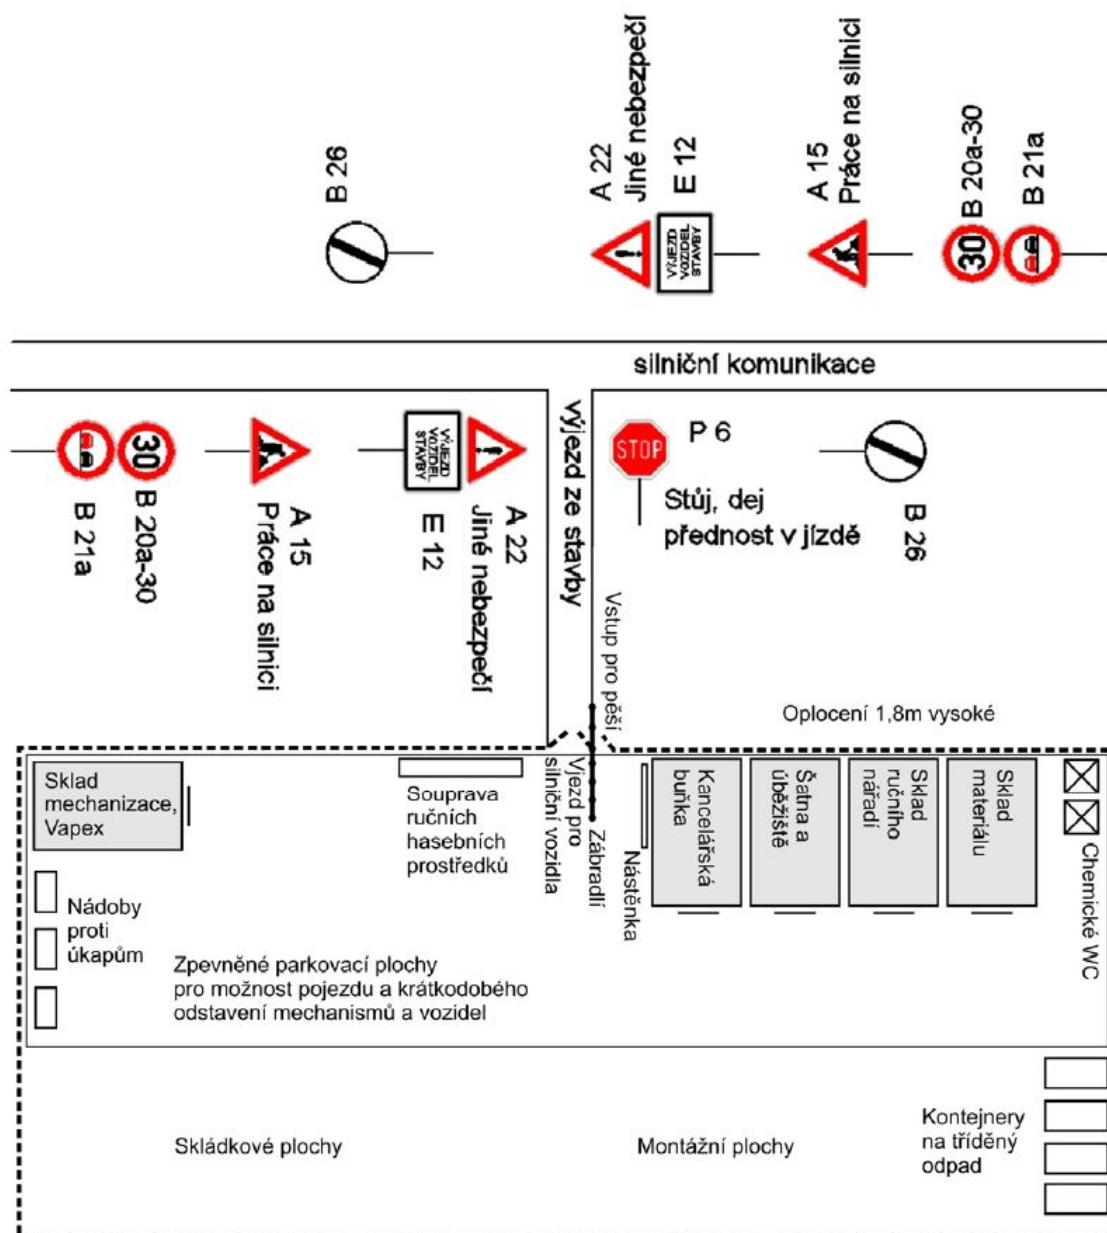 B 26
A 22
Jiné nebezpečí
E 12
A 15
Práce na silnici
B 20a-30
B 21a
VÝJEZD
VOZIDEL
STAVBY
30
silniční komunikace
výjezd ze stavby
STOP
P 6
Stůj, dej
přednost v jízdě
B 26
30
VÝJEZD
VOZIDEL
STAVBY
B 21a
B 20a-30
A 15
Práce na silnici
E 12
A 22
Jiné nebezpečí
Vstup pro pěší
Oplocení 1,8m vysoké
Sklad
mechanizace,
Vapex
Souprava
ručních
hasebních
prostředků
Vjezd pro
silniční vozidla
Zábradlí
Nástěnka
Kancelářská
buňka
Šatna a
úběžiště
Sklad
ručního
nářadí
Sklad
materiálu
Chemické WC
Nádoby
proti
úkapům
Zpevněné parkovací plochy
pro možnost pojezdu a krátkodobého
odstavení mechanismů a vozidel
Skládkové plochy
Montážní plochy
Kontejnery
na tříděný
odpad